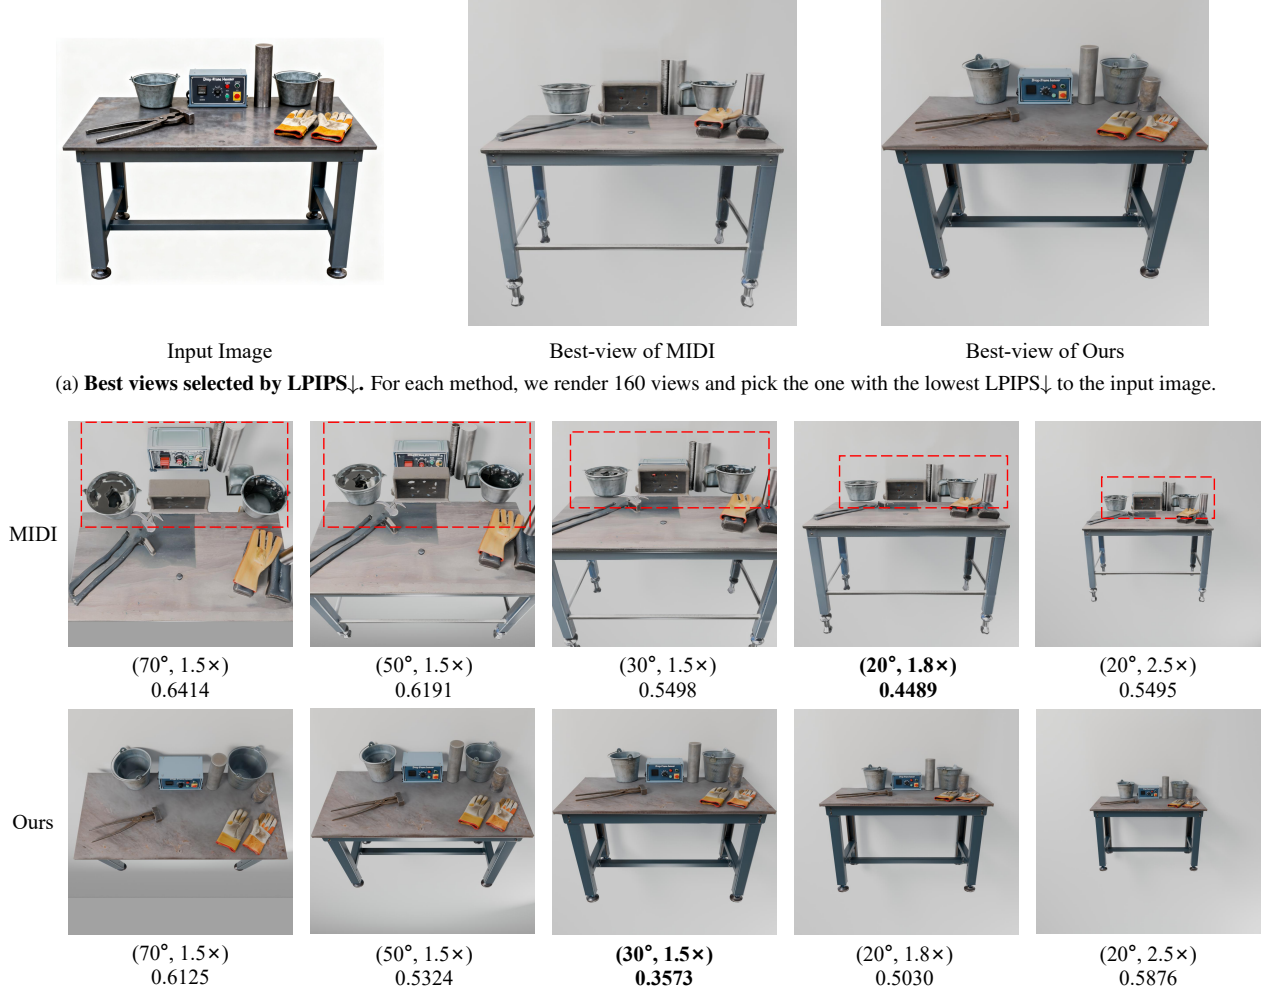 Drop-Plate Hamner
Input Image
Best-view of MIDI
Best-view of Ours
(a) Best views selected by LPIPS↓. For each method, we render 160 views and pick the one with the lowest LPIPS↓ to the input image.
MIDI
(70°, 1.5×)
0.6414
(50°, 1.5×)
0.6191
(30°, 1.5×)
0.5498
(20°, 1.8×)
0.4489
(20°, 2.5×)
0.5495
Ours
(70°, 1.5×)
0.6125
(50°, 1.5×)
0.5324
(30°, 1.5×)
0.3573
(20°, 1.8×)
0.5030
(20°, 2.5×)
0.5876